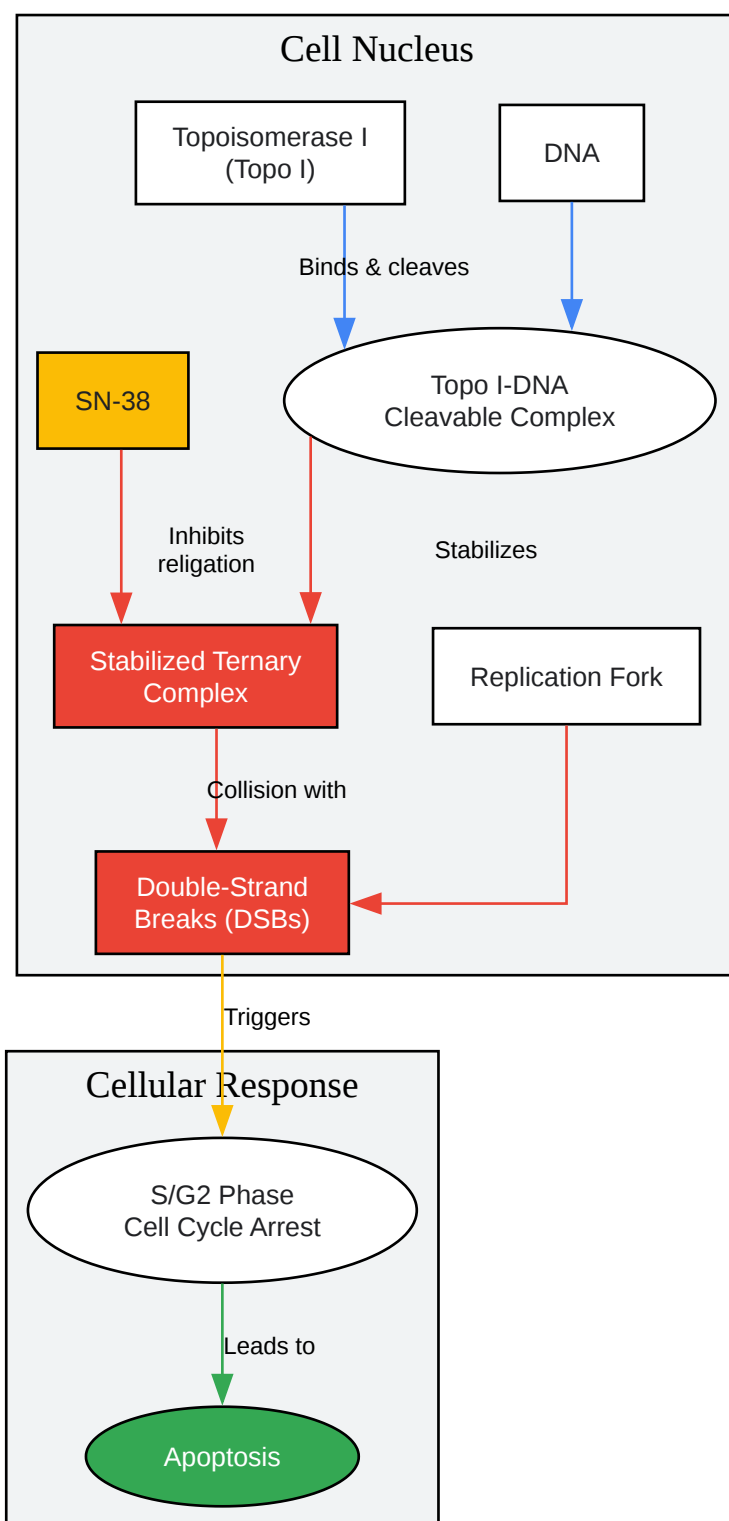 Cell Nucleus
Topoisomerase I
(Topo I)
DNA
Binds & cleaves
SN-38
Topo I-DNA
Cleavable Complex
Inhibits
religation
Stabilizes
Stabilized Ternary
Complex
Replication Fork
Collision with
Double-Strand
Breaks (DSBs)
Triggers
Cellular Response
S/G2 Phase
Cell Cycle Arrest
Leads to
Apoptosis